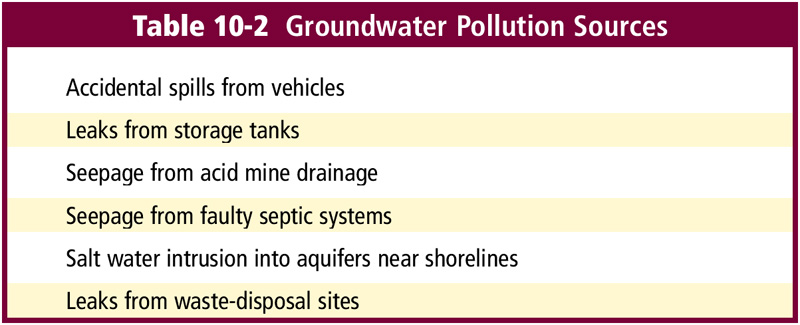 Table 10-2 Groundwater Pollution Sources
Accidental spills from vehicles
Leaks from storage tanks
Seepage from acid mine drainage
Seepage from faulty septic systems
Salt water intrusion into aquifers near shorelines
Leaks from waste-disposal sites